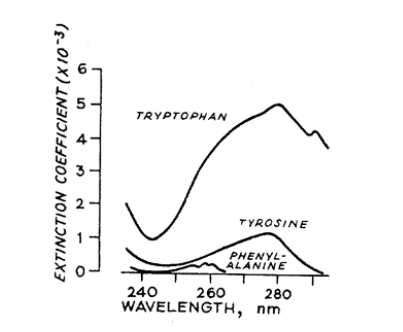 EXTINCTION COEFFICIENT (X10⁻³)
6
5
4
3
2
1
0
TRYPTOPHAN
TYROSINE
PHENYL-
ALANINE
240 260 280
WAVELENGTH, nm